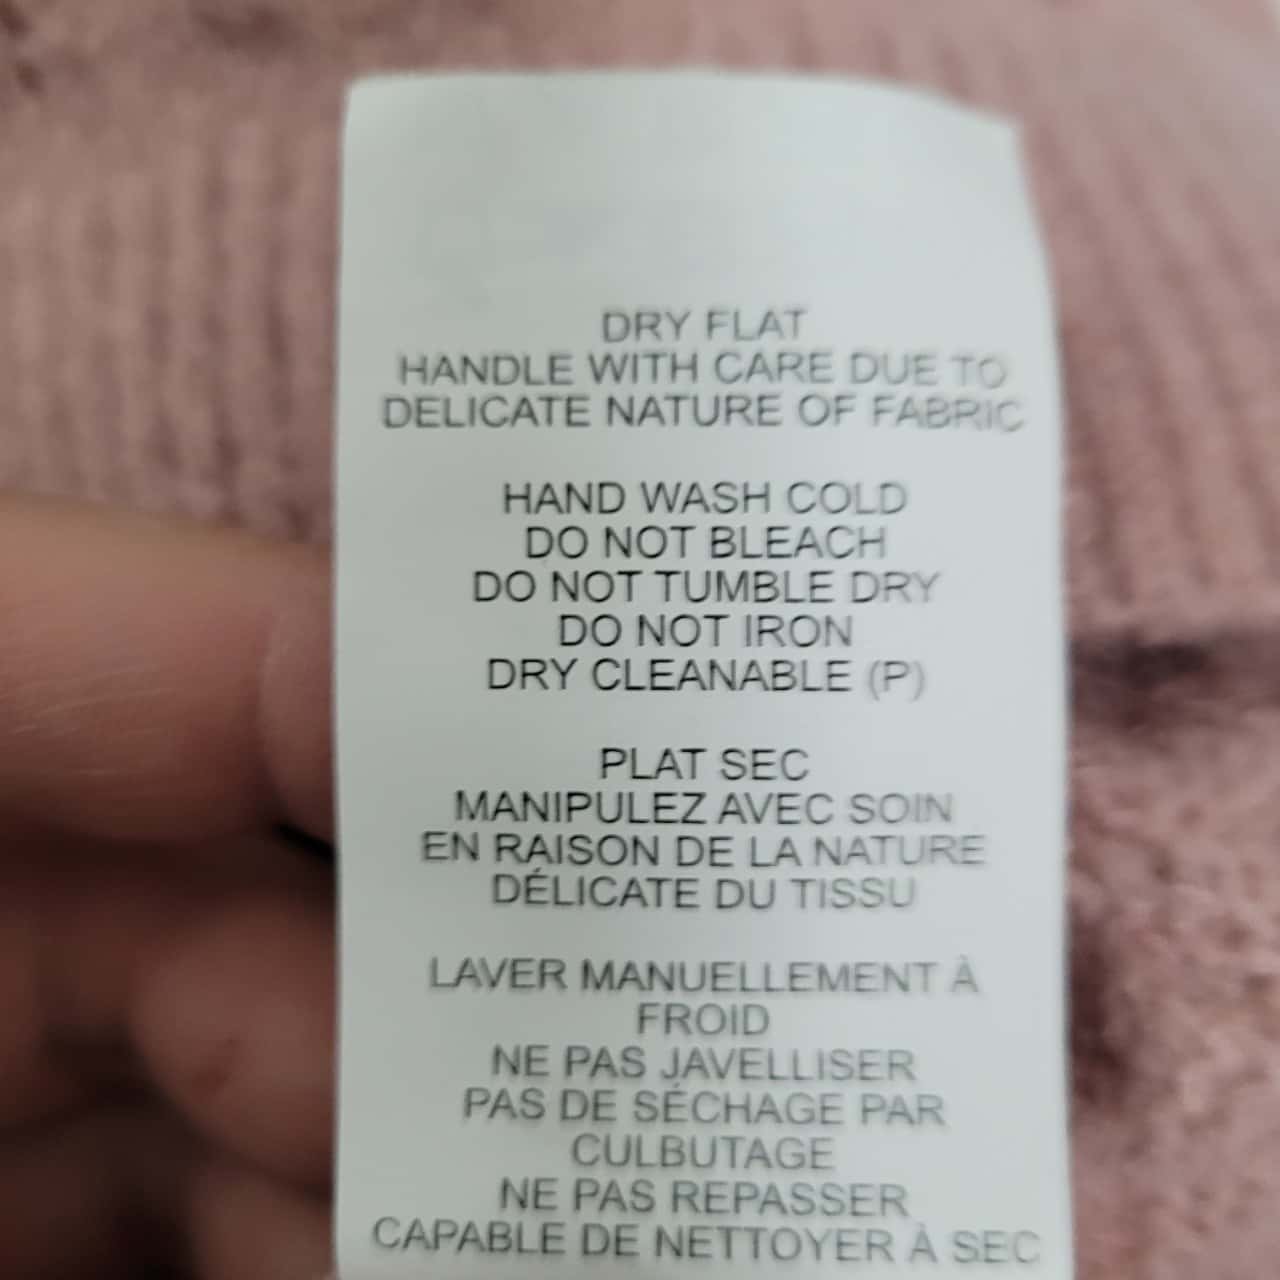 DRY FLAT
HANDLE WITH CARE DUE TO
DELICATE NATURE OF FABRIC
HAND WASH COLD
DO NOT BLEACH
DO NOT TUMBLE DRY
DO NOT IRON
DRY CLEANABLE (P)
PLAT SEC
MANIPULEZ AVEC SOIN
EN RAISON DE LA NATURE
DÉLICATE DU TISSU
LAVER MANUELLEMENT À
FROID
NE PAS JAVELLISER
PAS DE SÉCHAGE PAR
CULBUTAGE
NE PAS REPASSER
CAPABLE DE NETTOYER À SEC